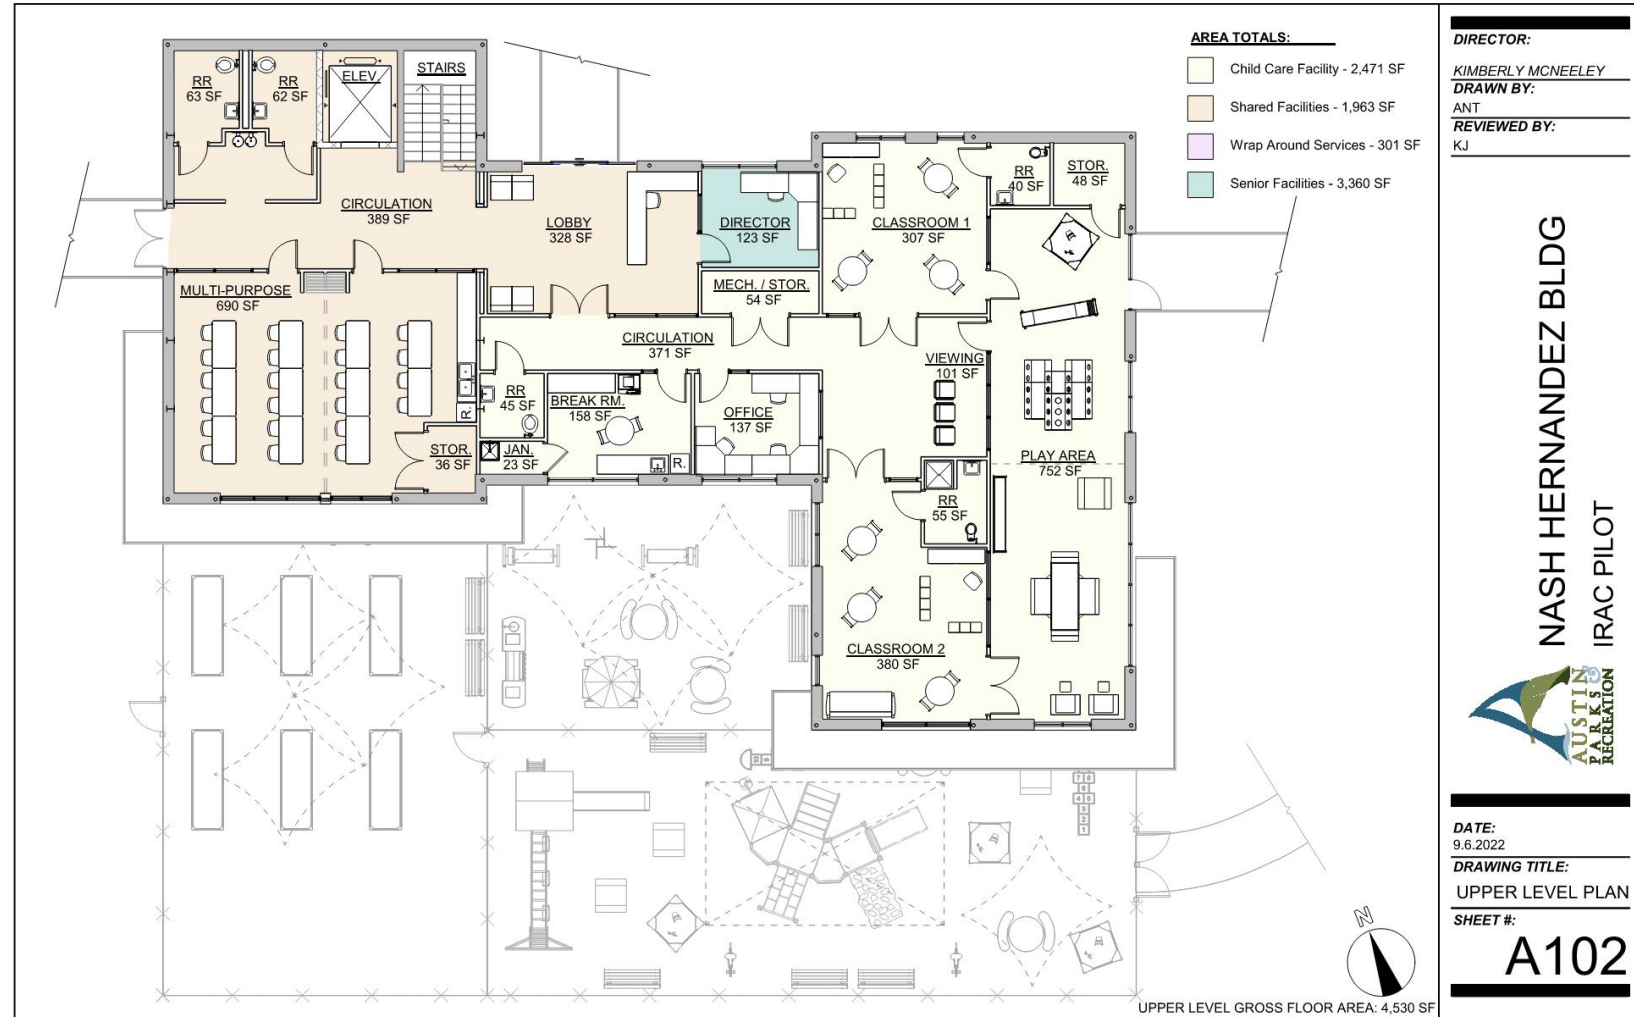 AREA TOTALS:
Child Care Facility - 2,471 SF
Shared Facilities - 1,963 SF
Wrap Around Services - 301 SF
Senior Facilities - 3,360 SF
RR
63 SF
RR
62 SF
ELEV.
STAIRS
CIRCULATION
389 SF
LOBBY
328 SF
DIRECTOR
123 SF
CLASSROOM 1
307 SF
RR
40 SF
STOR.
48 SF
MULTI-PURPOSE
690 SF
MECH. / STOR.
54 SF
CIRCULATION
371 SF
VIEWING
101 SF
RR
45 SF
BREAK RM.
158 SF
OFFICE
137 SF
R.
STOR.
36 SF
JAN.
23 SF
R.
PLAY AREA
752 SF
RR
55 SF
CLASSROOM 2
380 SF
N
UPPER LEVEL GROSS FLOOR AREA: 4,530 SF
DIRECTOR:
KIMBERLY MCNEELEY
DRAWN BY:
ANT
REVIEWED BY:
KJ
NASH HERNANDEZ BLDG
IRAC PILOT
AUSTIN
PARKS &
RECREATION
DATE:
9.6.2022
DRAWING TITLE:
UPPER LEVEL PLAN
SHEET #:
A102